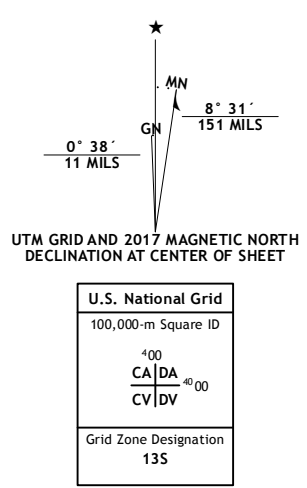 ★
MN
GN
8° 31´
151 MILS
0° 38´
11 MILS
UTM GRID AND 2017 MAGNETIC NORTH
DECLINATION AT CENTER OF SHEET
U.S. National Grid
100,000-m Square ID
⁴00
CA DA
⁴⁰00
CV DV
Grid Zone Designation
13S